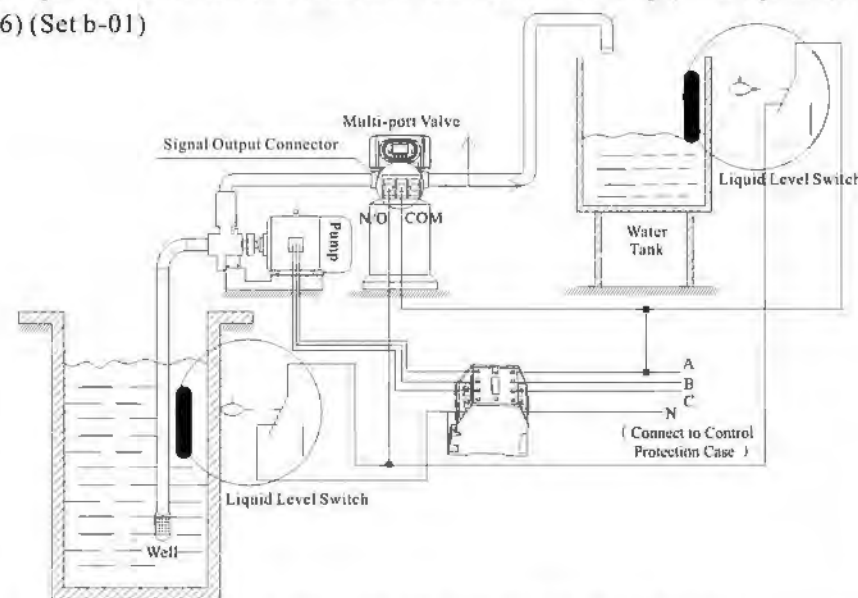 6) (Set b-01)
Multi-port Valve
Signal Output Connector
Liquid Level Switch
N/O COM
Pump
Water
Tank
A
B
C
N
( Connect to Control
Protection Case )
Liquid Level Switch
Well